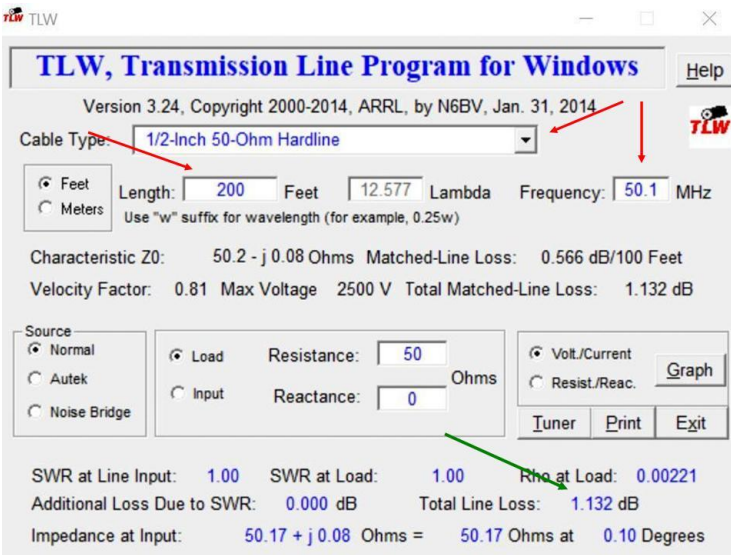 TLW TLW
TLW, Transmission Line Program for Windows
Help
Version 3.24, Copyright 2000-2014, ARRL, by N6BV, Jan. 31, 2014
TLW
Cable Type: 1/2-Inch 50-Ohm Hardline
Feet
Meters
Length: 200 Feet 12.577 Lambda Frequency: 50.1 MHz
Use "w" suffix for wavelength (for example, 0.25w)
Characteristic Z0: 50.2 - j 0.08 Ohms Matched-Line Loss: 0.566 dB/100 Feet
Velocity Factor: 0.81 Max Voltage 2500 V Total Matched-Line Loss: 1.132 dB
Source
Normal
Autek
Noise Bridge
Load
Input
Resistance: 50
Reactance: 0
Ohms
Volt./Current
Resist./Reac.
Graph
Tuner Print Exit
SWR at Line Input: 1.00 SWR at Load: 1.00 Rho at Load: 0.00221
Additional Loss Due to SWR: 0.000 dB Total Line Loss: 1.132 dB
Impedance at Input: 50.17 + j 0.08 Ohms = 50.17 Ohms at 0.10 Degrees